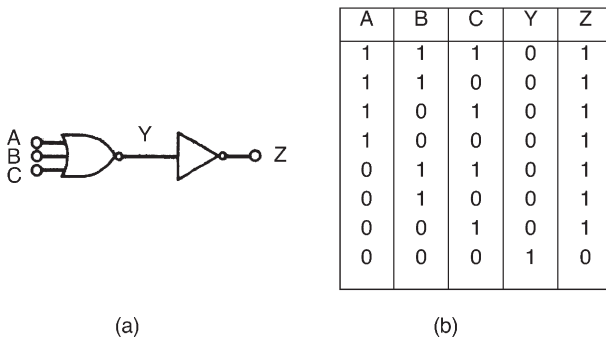 A
B
C
Y
Z
A B C Y Z
1 1 1 0 1
1 1 0 0 1
1 0 1 0 1
1 0 0 0 1
0 1 1 0 1
0 1 0 0 1
0 0 1 0 1
0 0 0 1 0
(a)
(b)